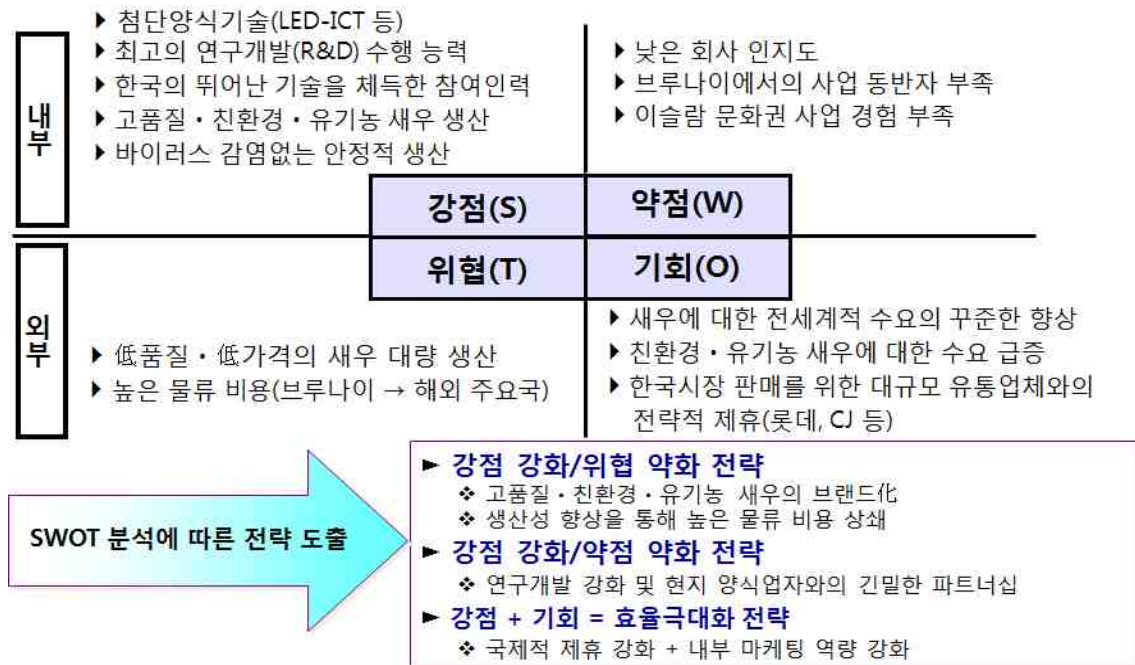 내부
▶ 첨단양식기술(LED-ICT 등)
▶ 최고의 연구개발(R&D) 수행 능력
▶ 한국의 뛰어난 기술을 체득한 참여인력
▶ 고품질・친환경・유기농 새우 생산
▶ 바이러스 감염없는 안정적 생산
▶ 낮은 회사 인지도
▶ 브루나이에서의 사업 동반자 부족
▶ 이슬람 문화권 사업 경험 부족
강점(S)
약점(W)
위협(T)
기회(O)
외부
▶ 低품질・低가격의 새우 대량 생산
▶ 높은 물류 비용(브루나이 → 해외 주요국)
▶ 새우에 대한 전세계적 수요의 꾸준한 향상
▶ 친환경・유기농 새우에 대한 수요 급증
▶ 한국시장 판매를 위한 대규모 유통업체와의
전략적 제휴(롯데, CJ 등)
SWOT 분석에 따른 전략 도출
► 강점 강화/위협 약화 전략
❖ 고품질・친환경・유기농 새우의 브랜드化
❖ 생산성 향상을 통해 높은 물류 비용 상쇄
► 강점 강화/약점 약화 전략
❖ 연구개발 강화 및 현지 양식업자와의 긴밀한 파트너십
► 강점 + 기회 = 효율극대화 전략
❖ 국제적 제휴 강화 + 내부 마케팅 역량 강화